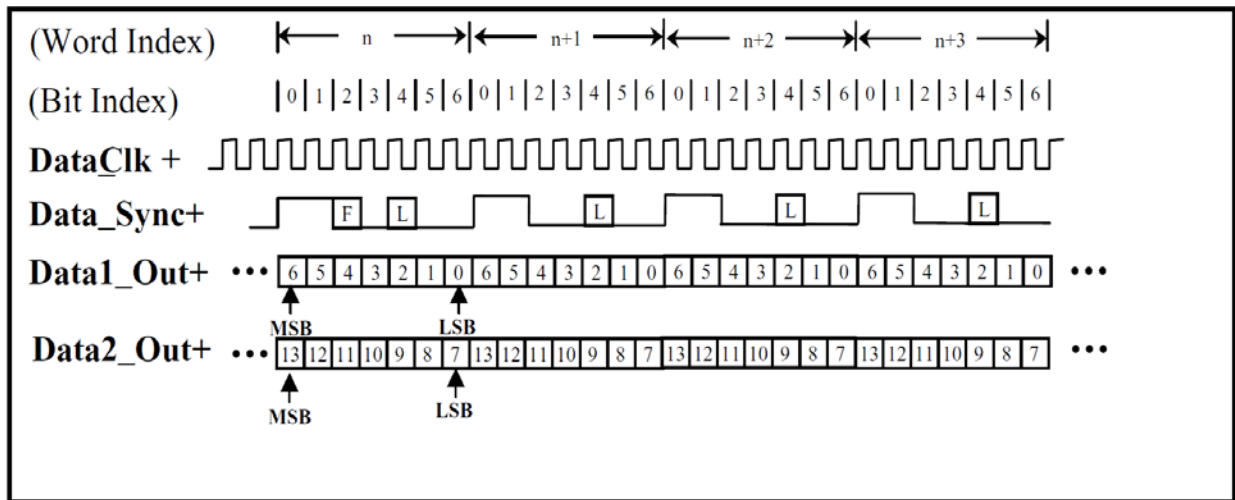 (Word Index) n n+1 n+2 n+3
(Bit Index) 0 1 2 3 4 5 6 0 1 2 3 4 5 6 0 1 2 3 4 5 6 0 1 2 3 4 5 6
DataClk +
Data_Sync+ F L L L L
Data1_Out+ ••• 6 5 4 3 2 1 0 6 5 4 3 2 1 0 6 5 4 3 2 1 0 6 5 4 3 2 1 0 •••
MSB LSB
Data2_Out+ ••• 13 12 11 10 9 8 7 13 12 11 10 9 8 7 13 12 11 10 9 8 7 13 12 11 10 9 8 7 •••
MSB LSB